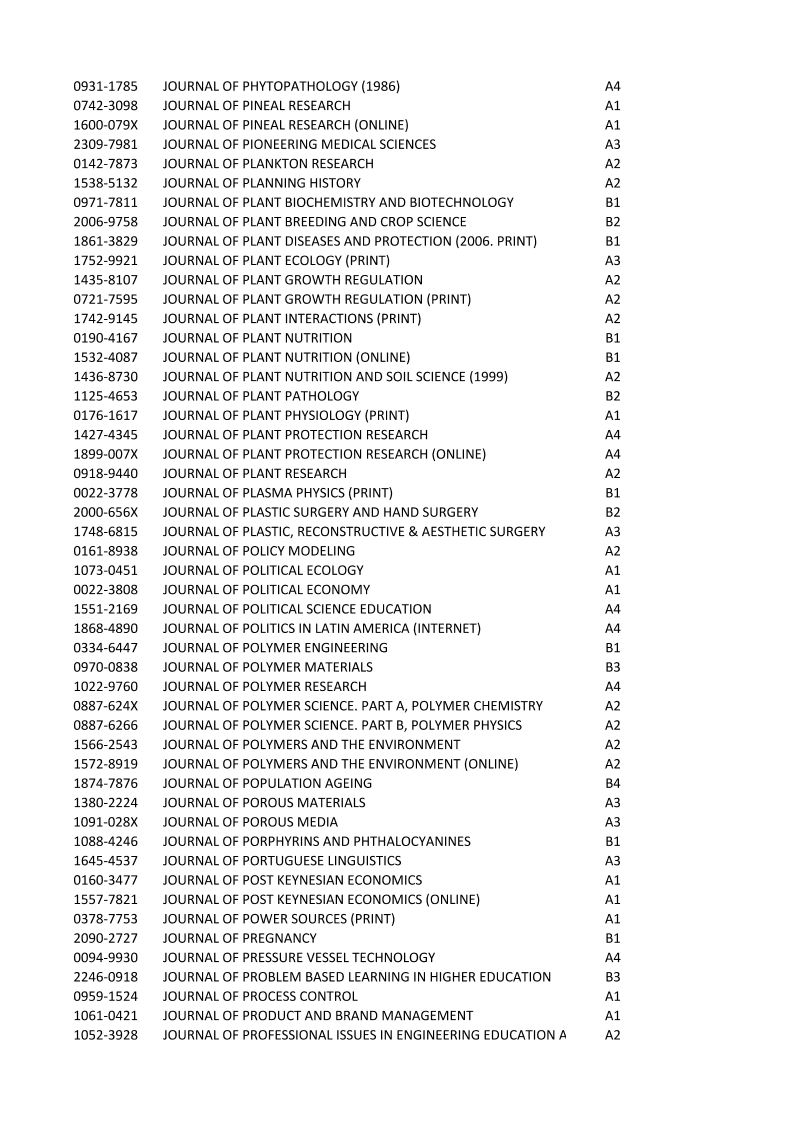 0931-1785 JOURNAL OF PHYTOPATHOLOGY (1986) A4
0742-3098 JOURNAL OF PINEAL RESEARCH A1
1600-079X JOURNAL OF PINEAL RESEARCH (ONLINE) A1
2309-7981 JOURNAL OF PIONEERING MEDICAL SCIENCES A3
0142-7873 JOURNAL OF PLANKTON RESEARCH A2
1538-5132 JOURNAL OF PLANNING HISTORY A2
0971-7811 JOURNAL OF PLANT BIOCHEMISTRY AND BIOTECHNOLOGY B1
2006-9758 JOURNAL OF PLANT BREEDING AND CROP SCIENCE B2
1861-3829 JOURNAL OF PLANT DISEASES AND PROTECTION (2006. PRINT) B1
1752-9921 JOURNAL OF PLANT ECOLOGY (PRINT) A3
1435-8107 JOURNAL OF PLANT GROWTH REGULATION A2
0721-7595 JOURNAL OF PLANT GROWTH REGULATION (PRINT) A2
1742-9145 JOURNAL OF PLANT INTERACTIONS (PRINT) A2
0190-4167 JOURNAL OF PLANT NUTRITION B1
1532-4087 JOURNAL OF PLANT NUTRITION (ONLINE) B1
1436-8730 JOURNAL OF PLANT NUTRITION AND SOIL SCIENCE (1999) A2
1125-4653 JOURNAL OF PLANT PATHOLOGY B2
0176-1617 JOURNAL OF PLANT PHYSIOLOGY (PRINT) A1
1427-4345 JOURNAL OF PLANT PROTECTION RESEARCH A4
1899-007X JOURNAL OF PLANT PROTECTION RESEARCH (ONLINE) A4
0918-9440 JOURNAL OF PLANT RESEARCH A2
0022-3778 JOURNAL OF PLASMA PHYSICS (PRINT) B1
2000-656X JOURNAL OF PLASTIC SURGERY AND HAND SURGERY B2
1748-6815 JOURNAL OF PLASTIC, RECONSTRUCTIVE & AESTHETIC SURGERY A3
0161-8938 JOURNAL OF POLICY MODELING A2
1073-0451 JOURNAL OF POLITICAL ECOLOGY A1
0022-3808 JOURNAL OF POLITICAL ECONOMY A1
1551-2169 JOURNAL OF POLITICAL SCIENCE EDUCATION A4
1868-4890 JOURNAL OF POLITICS IN LATIN AMERICA (INTERNET) A4
0334-6447 JOURNAL OF POLYMER ENGINEERING B1
0970-0838 JOURNAL OF POLYMER MATERIALS B3
1022-9760 JOURNAL OF POLYMER RESEARCH A4
0887-624X JOURNAL OF POLYMER SCIENCE. PART A, POLYMER CHEMISTRY A2
0887-6266 JOURNAL OF POLYMER SCIENCE. PART B, POLYMER PHYSICS A2
1566-2543 JOURNAL OF POLYMERS AND THE ENVIRONMENT A2
1572-8919 JOURNAL OF POLYMERS AND THE ENVIRONMENT (ONLINE) A2
1874-7876 JOURNAL OF POPULATION AGEING B4
1380-2224 JOURNAL OF POROUS MATERIALS A3
1091-028X JOURNAL OF POROUS MEDIA A3
1088-4246 JOURNAL OF PORPHYRINS AND PHTHALOCYANINES B1
1645-4537 JOURNAL OF PORTUGUESE LINGUISTICS A3
0160-3477 JOURNAL OF POST KEYNESIAN ECONOMICS A1
1557-7821 JOURNAL OF POST KEYNESIAN ECONOMICS (ONLINE) A1
0378-7753 JOURNAL OF POWER SOURCES (PRINT) A1
2090-2727 JOURNAL OF PREGNANCY B1
0094-9930 JOURNAL OF PRESSURE VESSEL TECHNOLOGY A4
2246-0918 JOURNAL OF PROBLEM BASED LEARNING IN HIGHER EDUCATION B3
0959-1524 JOURNAL OF PROCESS CONTROL A1
1061-0421 JOURNAL OF PRODUCT AND BRAND MANAGEMENT A1
1052-3928 JOURNAL OF PROFESSIONAL ISSUES IN ENGINEERING EDUCATION A A2